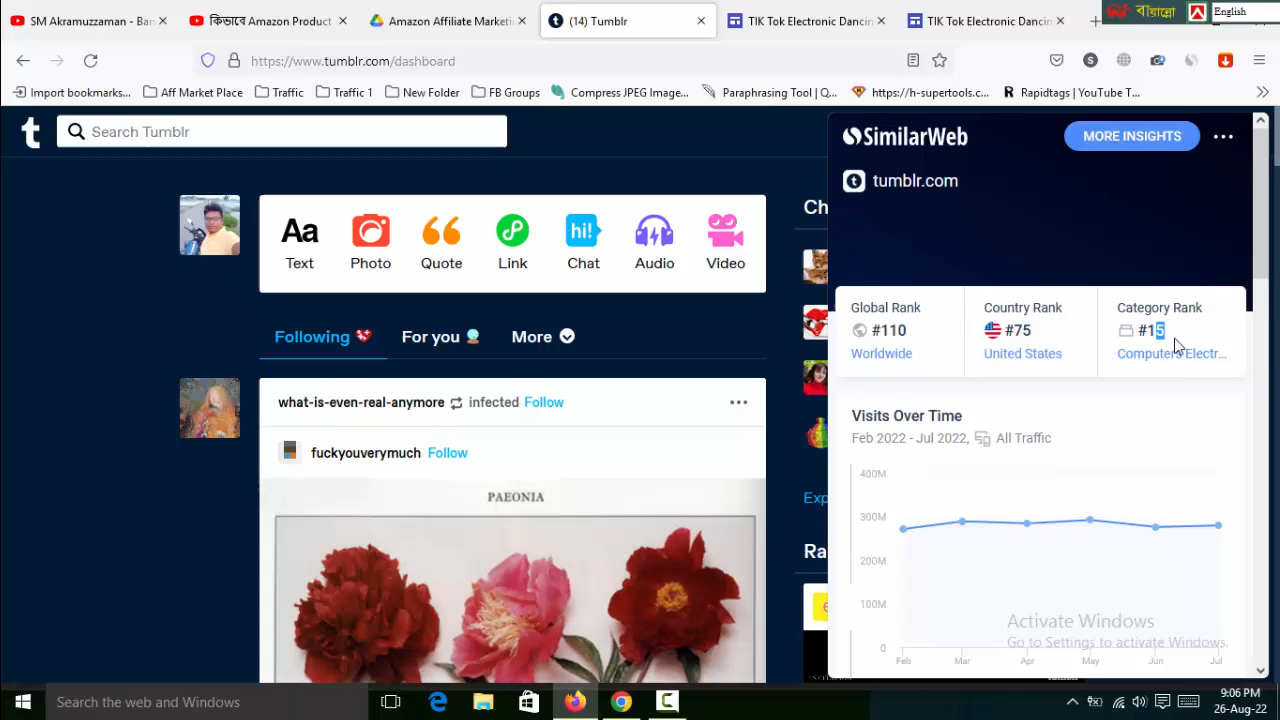 SM Akramuzzaman - Ban
কিভাবে Amazon Product
Amazon Affiliate Marketin
(14) Tumblr
TIK Tok Electronic Dancin
TIK Tok Electronic Dancin
বায়ান্নো
English
https://www.tumblr.com/dashboard
Import bookmarks...
Aff Market Place
Traffic
Traffic 1
New Folder
FB Groups
Compress JPEG Image...
Paraphrasing Tool | Q...
https://h-supertools.c...
Rapidtags | YouTube T...
Search Tumblr
SimilarWeb
MORE INSIGHTS
tumblr.com
Text
Photo
Quote
Link
Chat
Audio
Video
Aa
hi!
Ch
Global Rank
#110
Worldwide
Country Rank
#75
United States
Category Rank
#15
Computers Electr...
Following
For you
More
what-is-even-real-anymore
infected
Follow
fuckyouverymuch
Follow
PAEONIA
Exp
Ra
Visits Over Time
Feb 2022 - Jul 2022,
All Traffic
400M
300M
200M
100M
0
Feb
Mar
Apr
May
Jun
Jul
Activate Windows
Go to Settings to activate Windows.
Search the web and Windows
9:06 PM
26-Aug-22